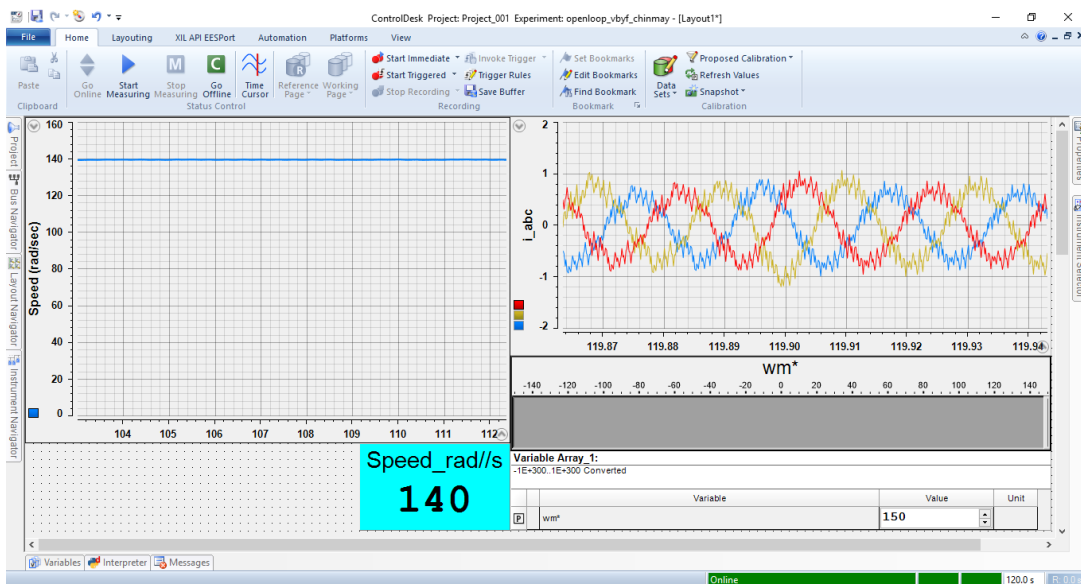 ControlDesk Project: Project_001 Experiment: openloop_vbyf_chinmay - [Layout1*]
File Home Layouting XIL API EESPort Automation Platforms View
Paste
Clipboard
Go Online
Start Measuring
Stop Measuring
Go Offline
Time Cursor
Status Control
Reference Page
Working Page
Start Immediate
Start Triggered
Stop Recording
Invoke Trigger
Trigger Rules
Save Buffer
Recording
Set Bookmarks
Edit Bookmarks
Find Bookmark
Bookmark
Data Sets
Proposed Calibration
Refresh Values
Snapshot
Calibration
Project
Bus Navigator
Layout Navigator
Instrument Navigator
Speed (rad/sec)
160
140
120
100
80
60
40
20
0
104 105 106 107 108 109 110 111 112
i_abc
2
1
0
-1
-2
119.87 119.88 119.89 119.90 119.91 119.92 119.93 119.94
Properties
Instrument Selector
wm*
-140 -120 -100 -80 -60 -40 -20 0 20 40 60 80 100 120 140
Speed_rad//s
140
Variable Array_1:
-1E+300..1E+300 Converted
Variable Value Unit
P wm* 150
Variables Interpreter Messages
Online 120.0 s R: 0.0 s